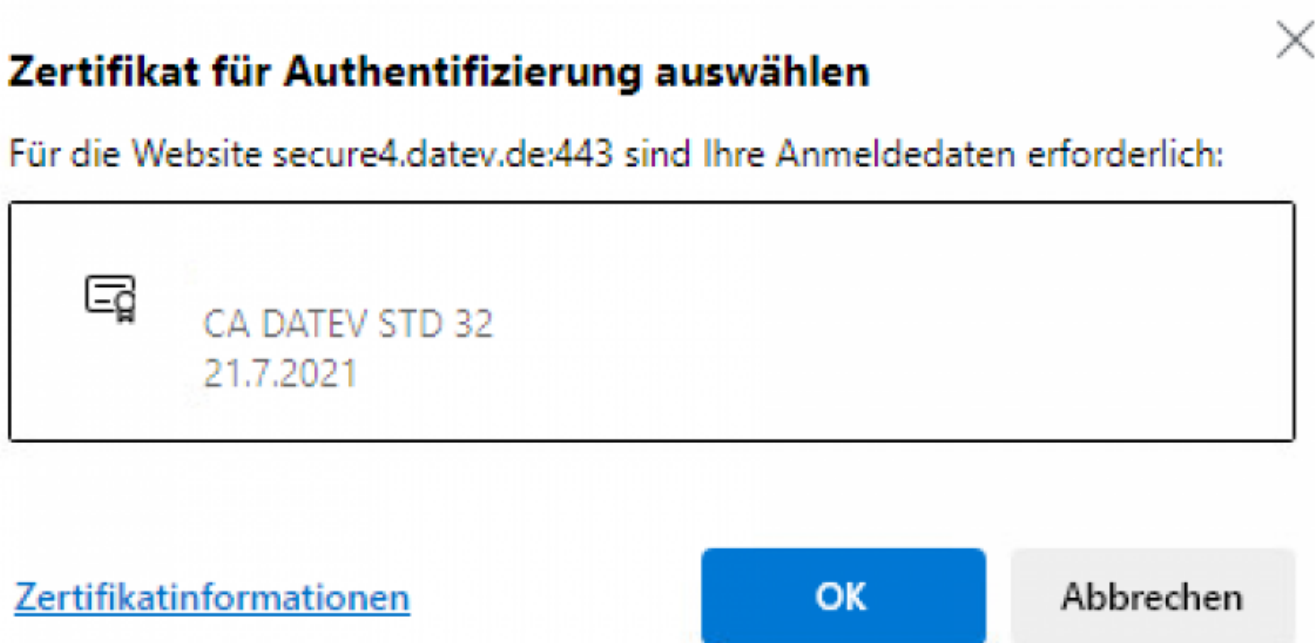 Zertifikat für Authentifizierung auswählen
Für die Website secure4.datev.de:443 sind Ihre Anmeldedaten erforderlich:
CA DATEV STD 32
21.7.2021
Zertifikatinformationen
OK
Abbrechen